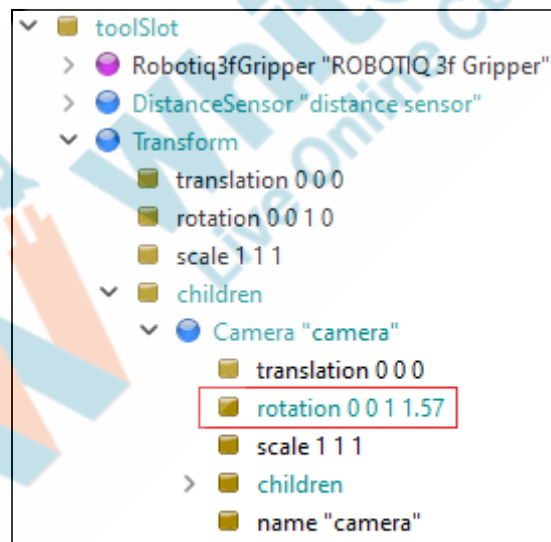 toolSlot
Robotiq3fGripper "ROBOTIQ 3f Gripper"
DistanceSensor "distance sensor"
Transform
translation 0 0 0
rotation 0 0 1 0
scale 1 1 1
children
Camera "camera"
translation 0 0 0
rotation 0 0 1 1.57
scale 1 1 1
children
name "camera"